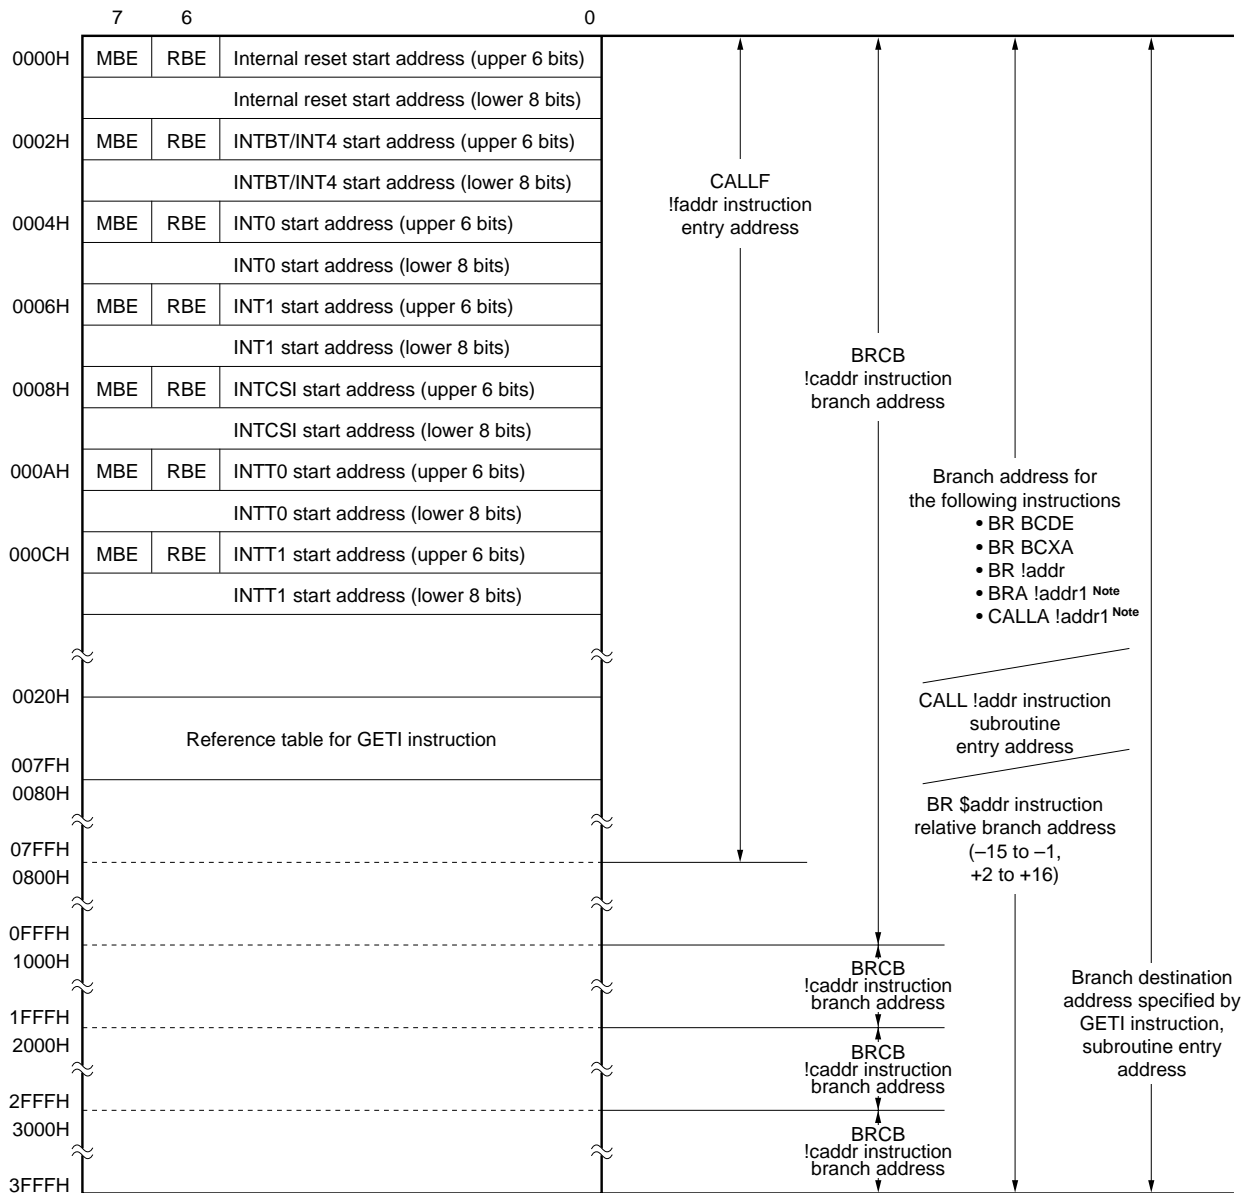 7 6 0
0000H MBE RBE Internal reset start address (upper 6 bits)
Internal reset start address (lower 8 bits)
0002H MBE RBE INTBT/INT4 start address (upper 6 bits)
INTBT/INT4 start address (lower 8 bits)
0004H MBE RBE INT0 start address (upper 6 bits)
INT0 start address (lower 8 bits)
0006H MBE RBE INT1 start address (upper 6 bits)
INT1 start address (lower 8 bits)
0008H MBE RBE INTCSI start address (upper 6 bits)
INTCSI start address (lower 8 bits)
000AH MBE RBE INTT0 start address (upper 6 bits)
INTT0 start address (lower 8 bits)
000CH MBE RBE INTT1 start address (upper 6 bits)
INTT1 start address (lower 8 bits)
0020H
Reference table for GETI instruction
007FH
0080H
07FFH
0800H
0FFFH
1000H
1FFFH
2000H
2FFFH
3000H
3FFFH
CALLF
!faddr instruction
entry address
BRCB
!caddr instruction
branch address
BRCB
!caddr instruction
branch address
BRCB
!caddr instruction
branch address
BRCB
!caddr instruction
branch address
Branch address for
the following instructions
• BR BCDE
• BR BCXA
• BR !addr
• BRA !addr1 Note
• CALLA !addr1 Note
CALL !addr instruction
subroutine
entry address
BR $addr instruction
relative branch address
(–15 to –1,
+2 to +16)
Branch destination
address specified by
GETI instruction,
subroutine entry
address